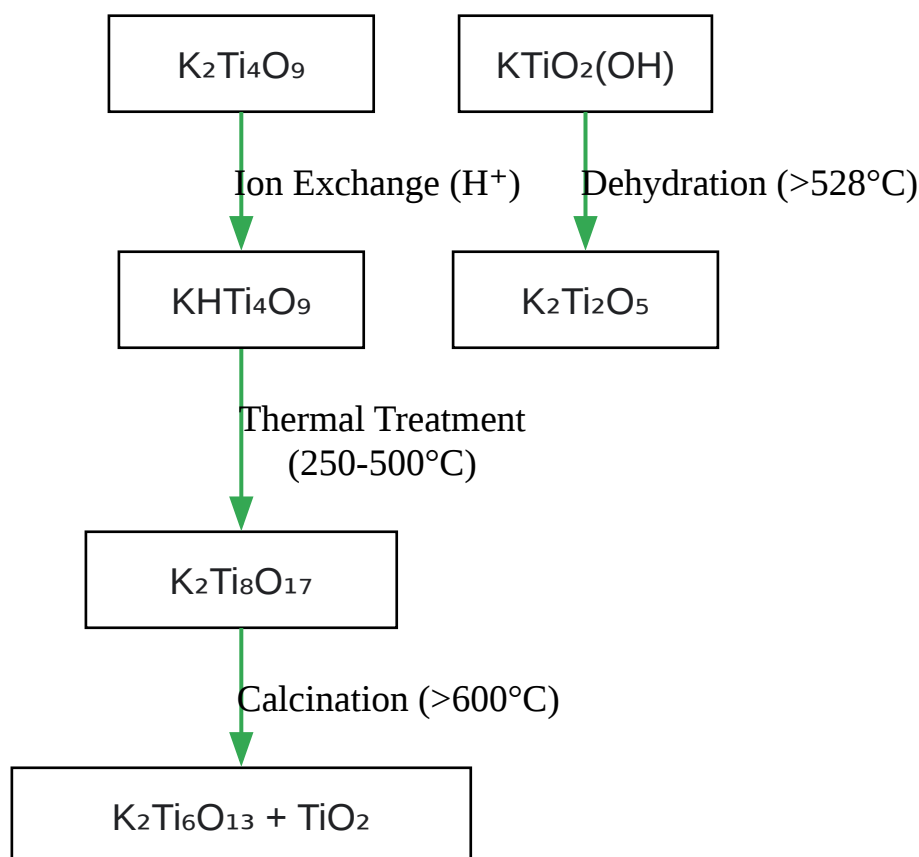 K₂Ti₄O₉
KTiO₂(OH)
Ion Exchange (H⁺)
Dehydration (>528°C)
KHTi₄O₉
K₂Ti₂O₅
Thermal Treatment
(250-500°C)
K₂Ti₈O₁₇
Calcination (>600°C)
K₂Ti₆O₁₃ + TiO₂